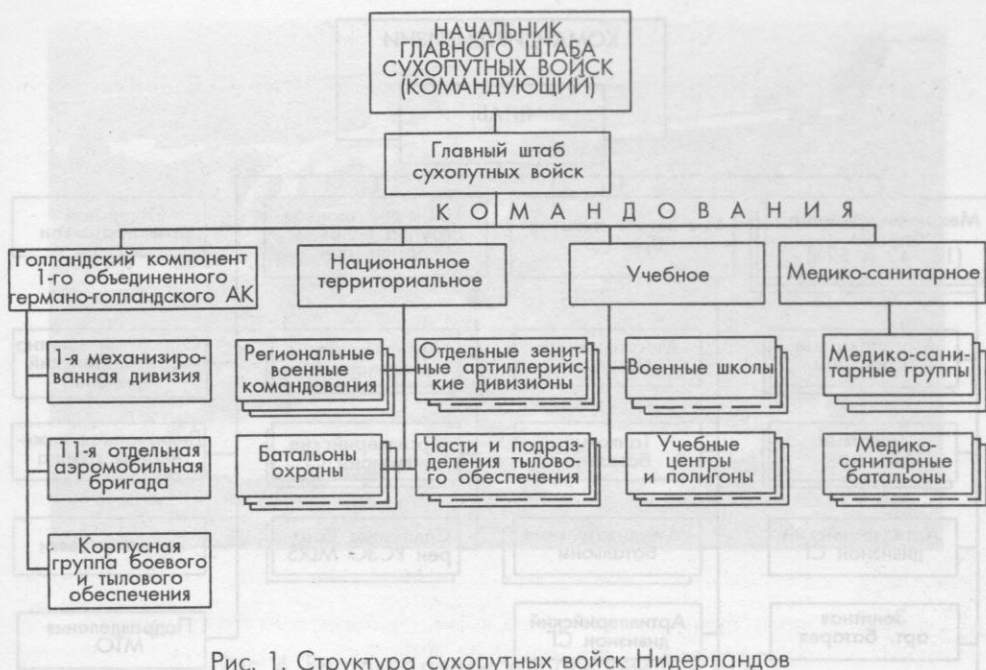 НАЧАЛЬНИК
ГЛАВНОГО ШТАБА
СУХОПУТНЫХ ВОЙСК
(КОМАНДУЮЩИЙ)
Главный штаб
сухопутных войск
КОМАНДОВАНИЯ
Голландский компонент
1-го объединенного
германо-голландского АК
Национальное
территориальное
Учебное
Медико-санитарное
1-я механизиро-
ванная дивизия
Региональные
военные
командования
Отдельные зенит-
ные артиллерийс-
кие дивизионы
Военные школы
Медико-сани-
тарные группы
11-я отдельная
аэромобильная
бригада
Батальоны
охраны
Части и подраз-
деления тылово-
го обеспечения
Учебные
центры
и полигоны
Медико-
санитарные
батальоны
Корпусная
группа боевого
и тылового
обеспечения
Рис. 1. Структура сухопутных войск Нидерландов